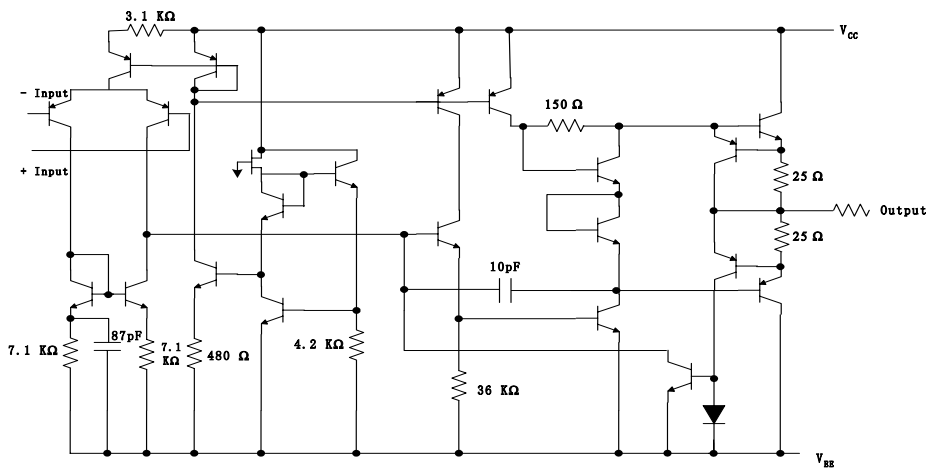 3.1 KΩ
V_CC
- Input
150 Ω
+ Input
25 Ω
Output
25 Ω
10pF
87pF
7.1 KΩ
7.1
KΩ
480 Ω
4.2 KΩ
36 KΩ
V_EE